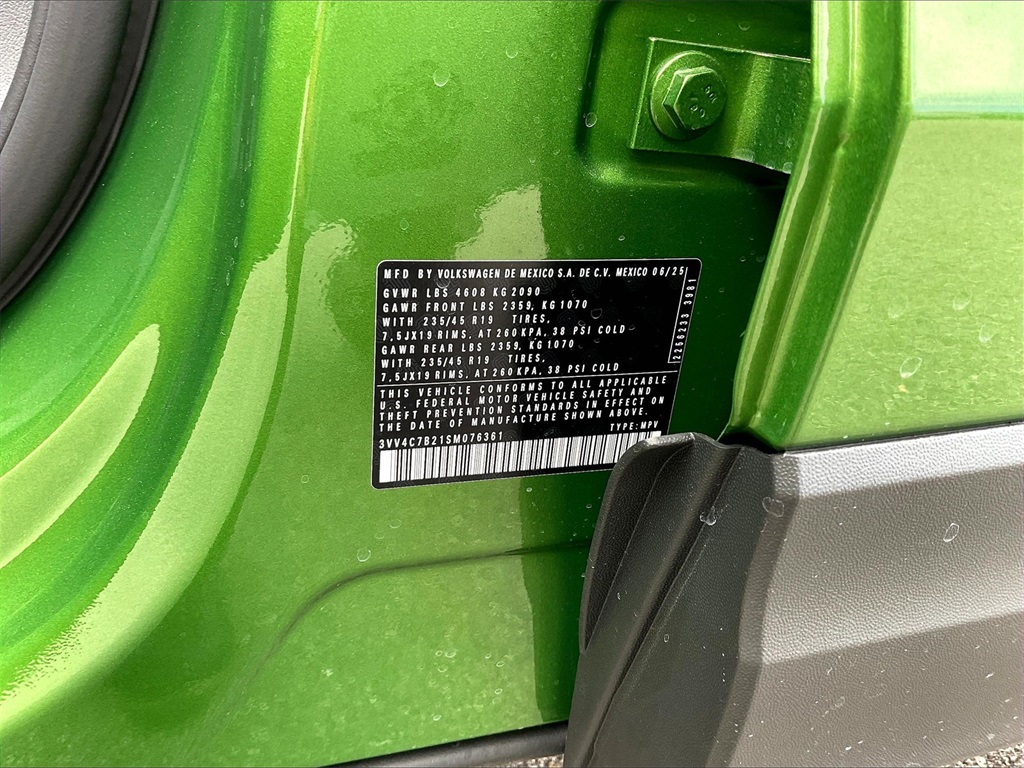 MFD BY VOLKSWAGEN DE MEXICO S.A. DE C.V. MEXICO 06/25
GVWR LBS 4608 KG 2090
GAWR FRONT LBS 2359, KG 1070
WITH 235/45 R19 TIRES,
7,5JX19 RIMS, AT 260 KPA, 38 PSI COLD
GAWR REAR LBS 2359, KG 1070
WITH 235/45 R19 TIRES,
7,5JX19 RIMS, AT 260 KPA, 38 PSI COLD
THIS VEHICLE CONFORMS TO ALL APPLICABLE
U.S. FEDERAL MOTOR VEHICLE SAFETY AND
THEFT PREVENTION STANDARDS IN EFFECT ON
THE DATE OF MANUFACTURE SHOWN ABOVE.
3VV4C7B21SM076361 TYPE: MPV
2256233 3981